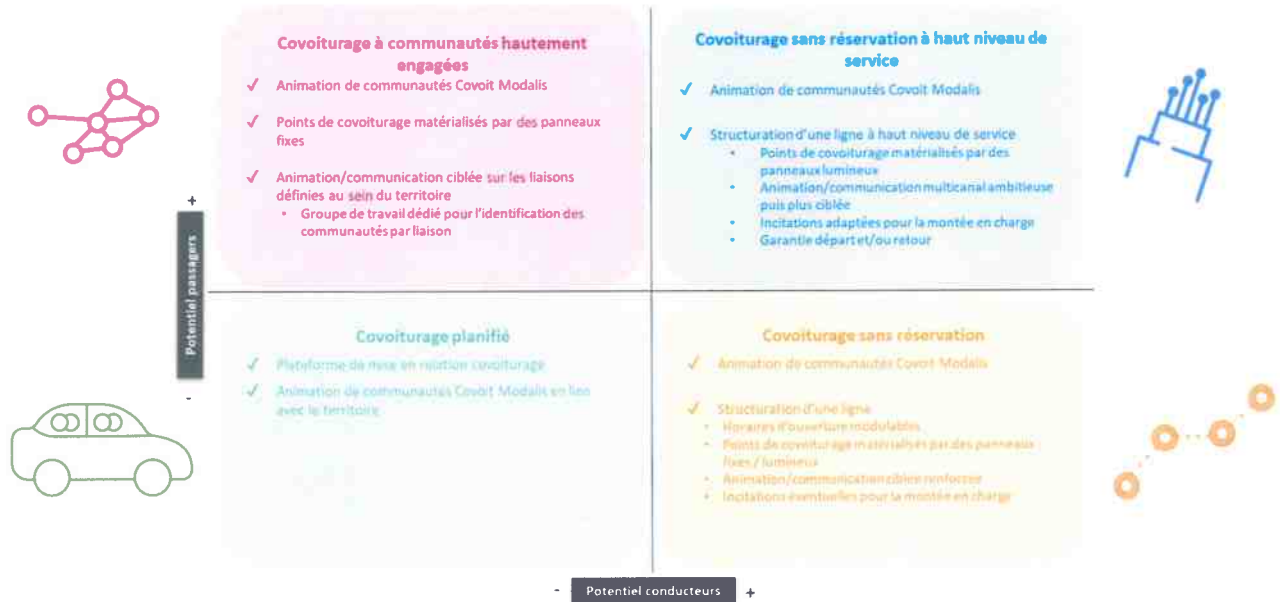 Covoiturage à communautés hautement
engagées
✓ Animation de communautés Covoit Modalis
✓ Points de covoiturage matérialisés par des panneaux
fixes
✓ Animation/communication ciblée sur les liaisons
définies au sein du territoire
• Groupe de travail dédié pour l'identification des
communautés par liaison
Covoiturage sans réservation à haut niveau de
service
✓ Animation de communautés Covoit Modalis
✓ Structuration d'une ligne à haut niveau de service
• Points de covoiturage matérialisés par des
panneaux lumineux
• Animation/communication multicanal ambitieuse
puis plus ciblée
• Incitations adaptées pour la montée en charge
• Garantie départ et/ou retour
+
Potentiel passagers
-
Covoiturage planifié
✓ Plateforme de mise en relation covoiturage
✓ Animation de communautés Covoit Modalis en lien
avec le territoire
Covoiturage sans réservation
✓ Animation de communautés Covoit Modalis
✓ Structuration d'une ligne
• Horaires d'ouverture modulables
• Points de covoiturage matérialisés par des panneaux
fixes / lumineux
• Animation/communication ciblée renforcée
• Incitations éventuelles pour la montée en charge
- Potentiel conducteurs +